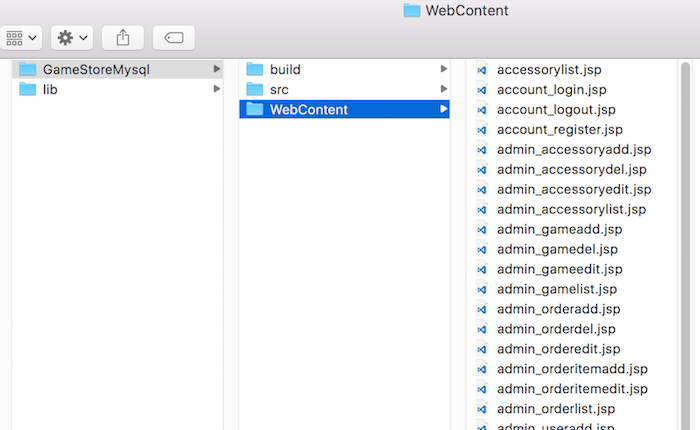 WebContent
GameStoreMysql
lib
build
src
WebContent
accessorylist.jsp
account_login.jsp
account_logout.jsp
account_register.jsp
admin_accessoryadd.jsp
admin_accessorydel.jsp
admin_accessoryedit.jsp
admin_accessorylist.jsp
admin_gameadd.jsp
admin_gamedel.jsp
admin_gameedit.jsp
admin_gamelist.jsp
admin_orderadd.jsp
admin_orderdel.jsp
admin_orderedit.jsp
admin_orderitemadd.jsp
admin_orderitemedit.jsp
admin_orderlist.jsp
admin_useradd.jsp